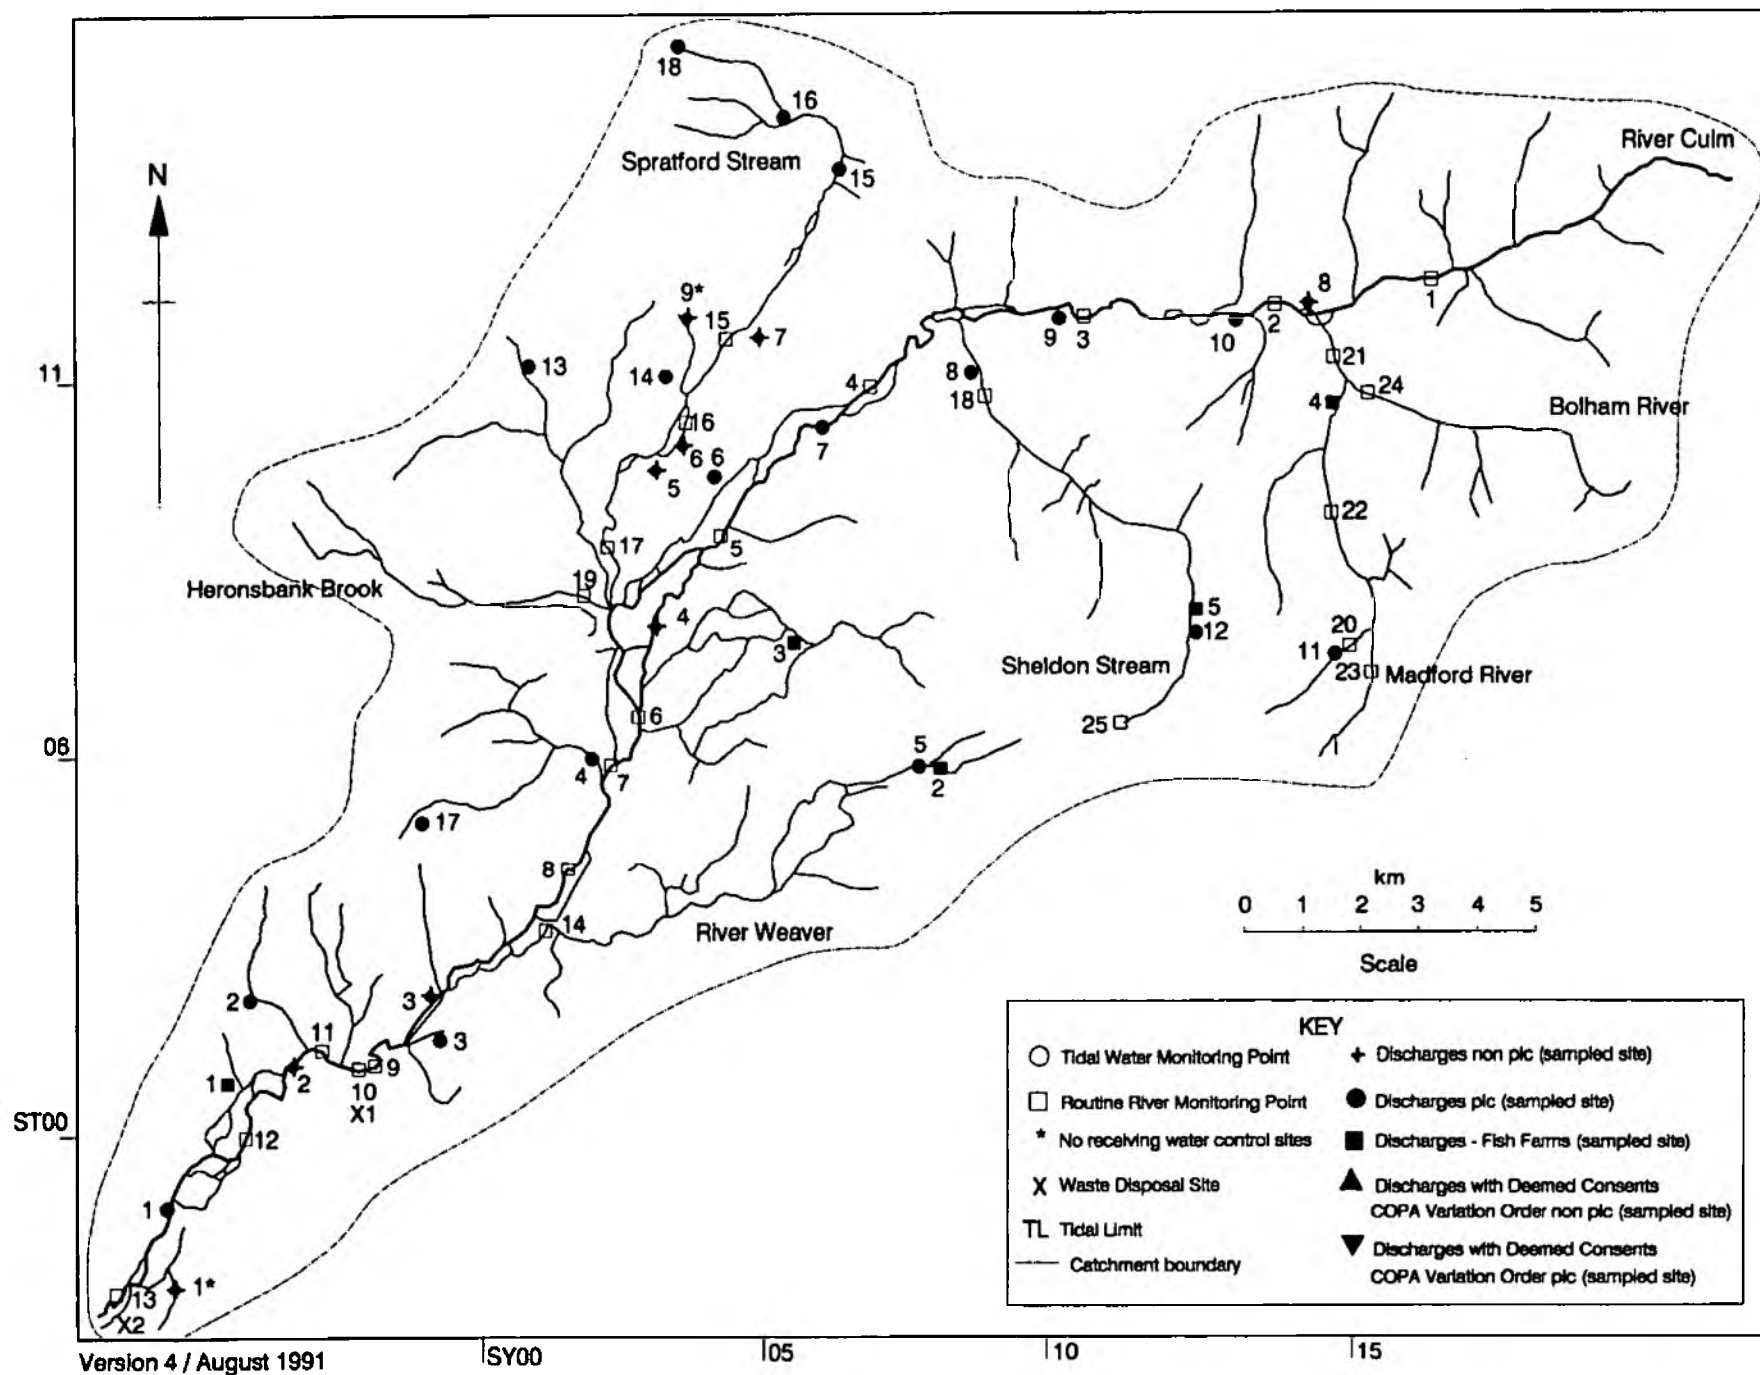 18
16
Spratford Stream
15
River Culm
N
9*
15
7
8
1
2
9
3
10
13
14
11
4
8
18
21
24
4
Bolham River
16
7
6
6
5
22
17
5
19
Heronsbank Brook
4
5
12
3
20
11
23
Madford River
Sheldon Stream
6
25
06
4
7
5
2
17
8
km
0 1 2 3 4 5
14
River Weaver
Scale
3
2
3
11
9
10
X1
1
2
ST00
12
1
1*
13
X2
KEY
Tidal Water Monitoring Point
Routine River Monitoring Point
* No receiving water control sites
X Waste Disposal Site
TL Tidal Limit
Catchment boundary
Discharges non plc (sampled site)
Discharges plc (sampled site)
Discharges - Fish Farms (sampled site)
Discharges with Deemed Consents
COPA Variation Order non plc (sampled site)
Discharges with Deemed Consents
COPA Variation Order plc (sampled site)
Version 4 / August 1991
SY00
05
10
15